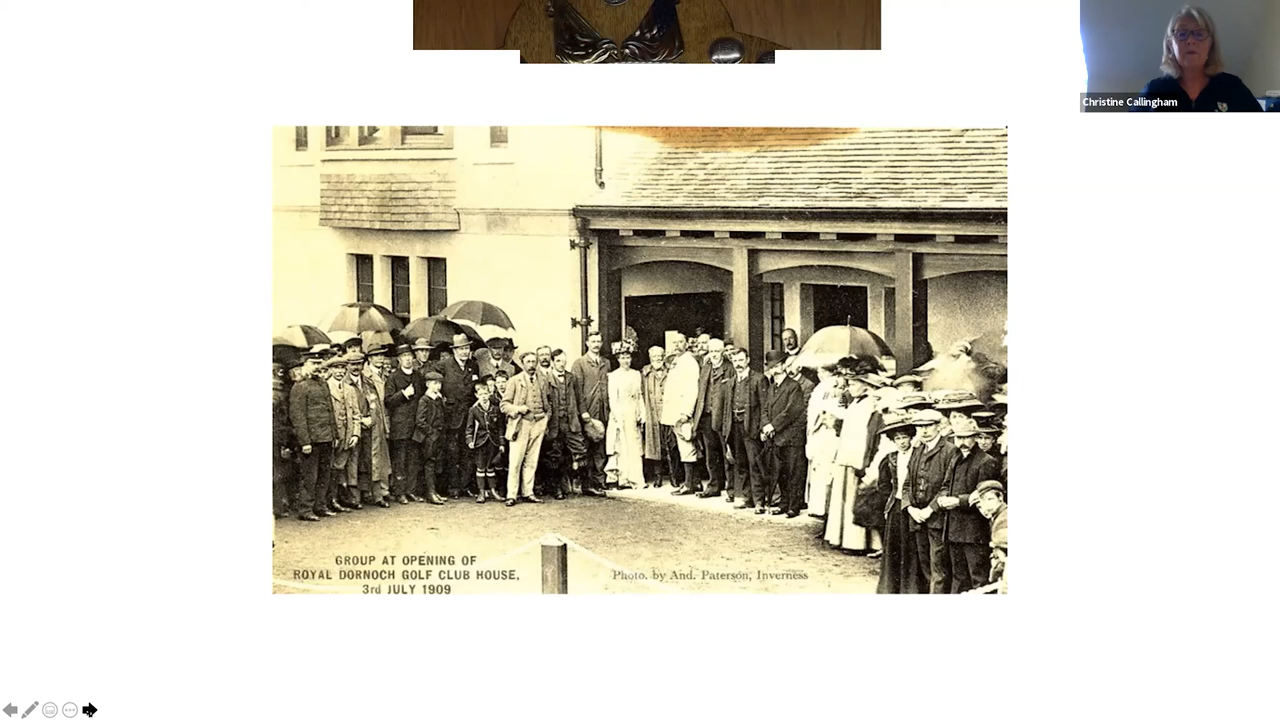 Christine Callingham
GROUP AT OPENING OF
ROYAL DORNOCH GOLF CLUB HOUSE,
3rd JULY 1909
Photo. by And. Paterson, Inverness